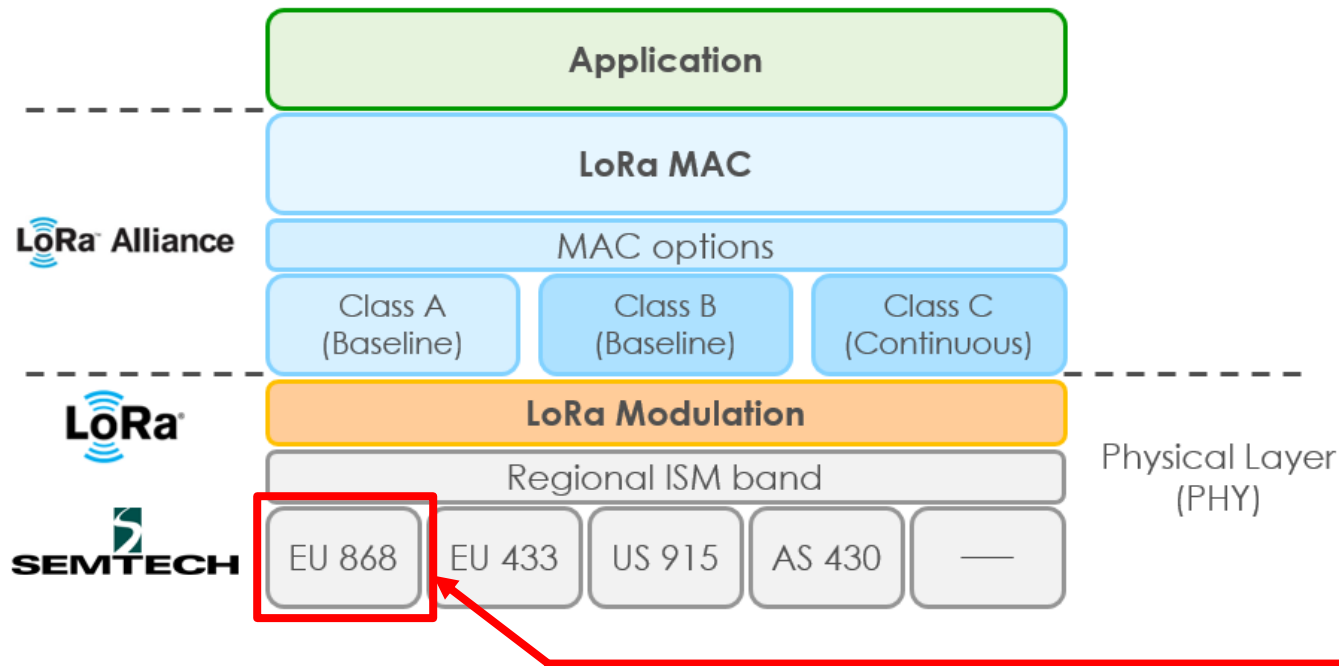 Application
LoRa MAC
LoRa™ Alliance
MAC options
Class A
(Baseline)
Class B
(Baseline)
Class C
(Continuous)
LoRa®
LoRa Modulation
Regional ISM band
Physical Layer
(PHY)
SEMTECH
EU 868
EU 433
US 915
AS 430